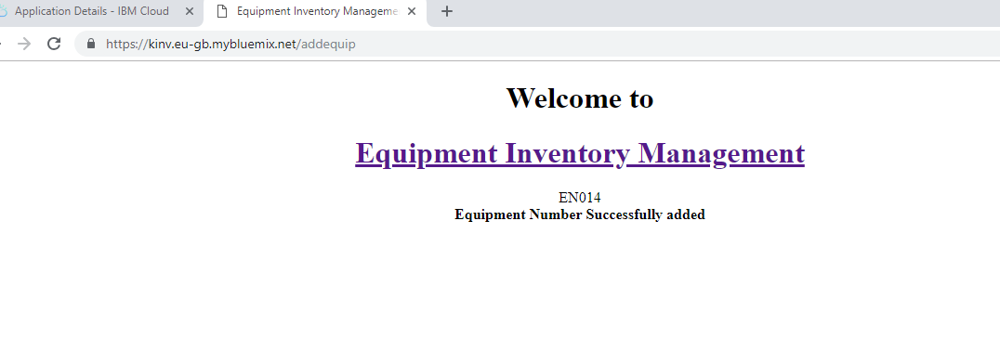 Application Details - IBM Cloud
Equipment Inventory Manageme
https://kinv.eu-gb.mybluemix.net/addequip
Welcome to
Equipment Inventory Management
EN014
Equipment Number Successfully added